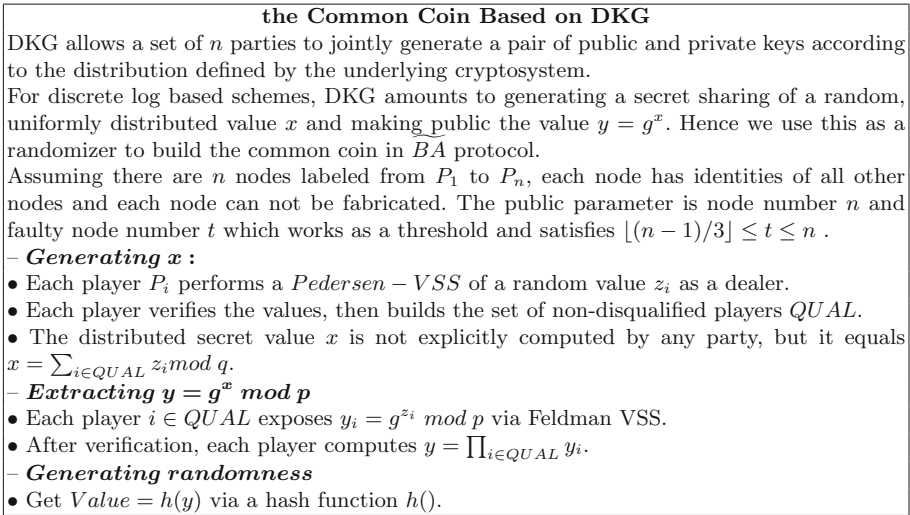 the Common Coin Based on DKG
DKG allows a set of n parties to jointly generate a pair of public and private keys according
to the distribution defined by the underlying cryptosystem.
For discrete log based schemes, DKG amounts to generating a secret sharing of a random,
uniformly distributed value x and making public the value y = g^x. Hence we use this as a
randomizer to build the common coin in \widetilde{BA} protocol.
Assuming there are n nodes labeled from P_1 to P_n, each node has identities of all other
nodes and each node can not be fabricated. The public parameter is node number n and
faulty node number t which works as a threshold and satisfies ⌊(n − 1)/3⌋ ≤ t ≤ n .
– Generating x :
• Each player P_i performs a Pedersen − VSS of a random value z_i as a dealer.
• Each player verifies the values, then builds the set of non-disqualified players QUAL.
• The distributed secret value x is not explicitly computed by any party, but it equals
x = ∑_{i∈QUAL} z_i mod q.
– Extracting y = g^x mod p
• Each player i ∈ QUAL exposes y_i = g^{z_i} mod p via Feldman VSS.
• After verification, each player computes y = ∏_{i∈QUAL} y_i.
– Generating randomness
• Get Value = h(y) via a hash function h().